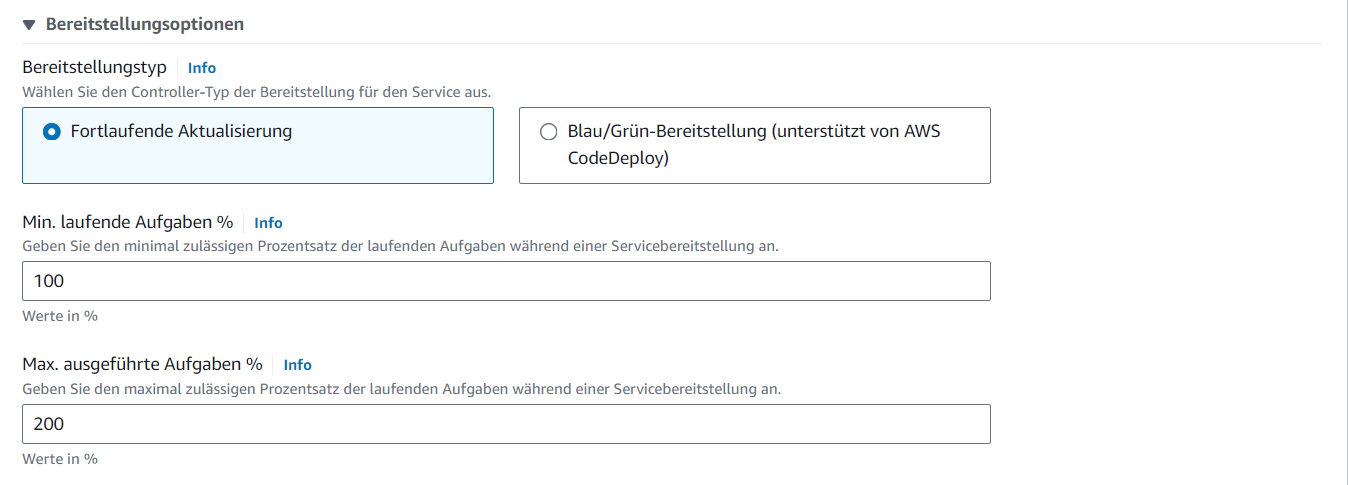 Bereitstellungsoptionen
Bereitstellungstyp Info
Wählen Sie den Controller-Typ der Bereitstellung für den Service aus.
Fortlaufende Aktualisierung
Blau/Grün-Bereitstellung (unterstützt von AWS
CodeDeploy)
Min. laufende Aufgaben % Info
Geben Sie den minimal zulässigen Prozentsatz der laufenden Aufgaben während einer Servicebereitstellung an.
100
Werte in %
Max. ausgeführte Aufgaben % Info
Geben Sie den maximal zulässigen Prozentsatz der laufenden Aufgaben während einer Servicebereitstellung an.
200
Werte in %